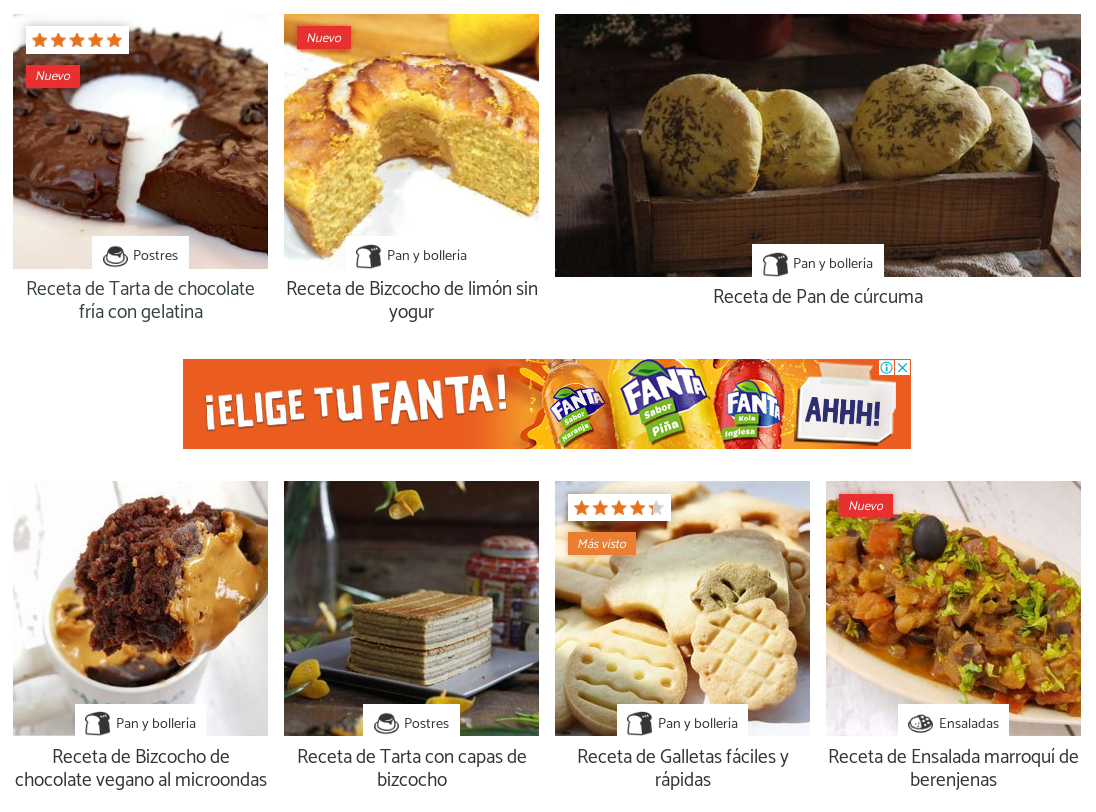 Nuevo
Postres
Receta de Tarta de chocolate
fría con gelatina
Nuevo
Pan y bollería
Receta de Bizcocho de limón sin
yogur
Pan y bollería
Receta de Pan de cúrcuma
¡ELIGE TU FANTA!
FANTA
Sabor
Naranja
FANTA
Sabor
Piña
FANTA
Kola
Inglesa
AHHH!
Pan y bollería
Receta de Bizcocho de
chocolate vegano al microondas
Postres
Receta de Tarta con capas de
bizcocho
Más visto
Pan y bollería
Receta de Galletas fáciles y
rápidas
Nuevo
Ensaladas
Receta de Ensalada marroquí de
berenjenas